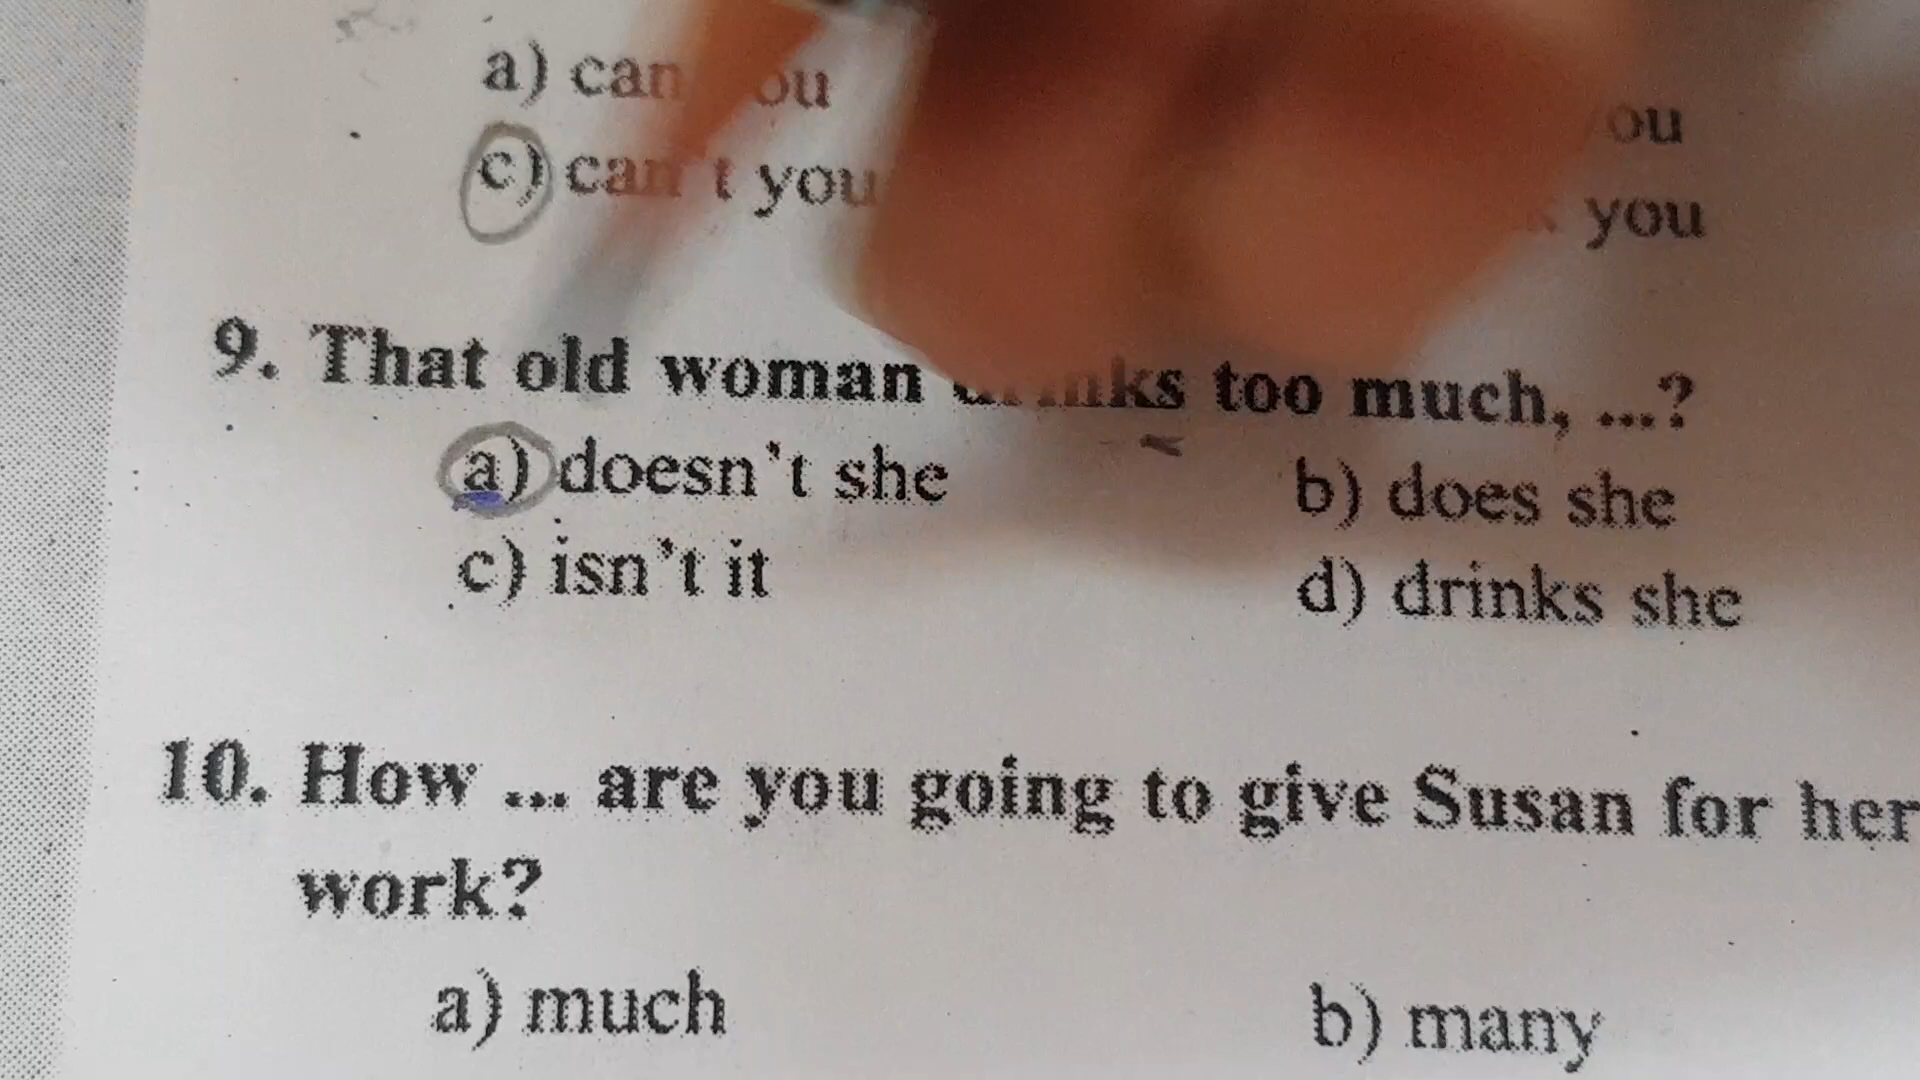 a) can
ou
c) can't you
you
9. That old woman too much, ...?
a) doesn't she b) does she
c) isn't it d) drinks she
10. How ... are you going to give Susan for her
work?
a) much b) many